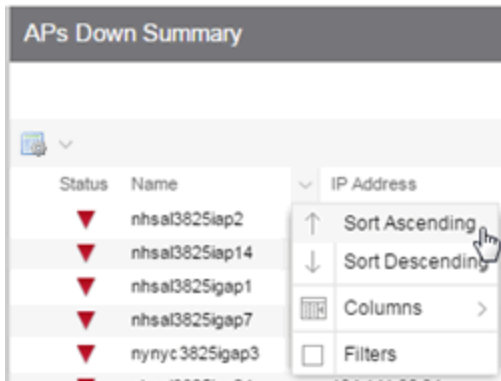 APs Down Summary
Status Name IP Address
nhsal3825iap2
Sort Ascending
nhsal3825iap14
Sort Descending
nhsal3825igap1
nhsal3825igap7
Columns
nynyc3825igap3
Filters